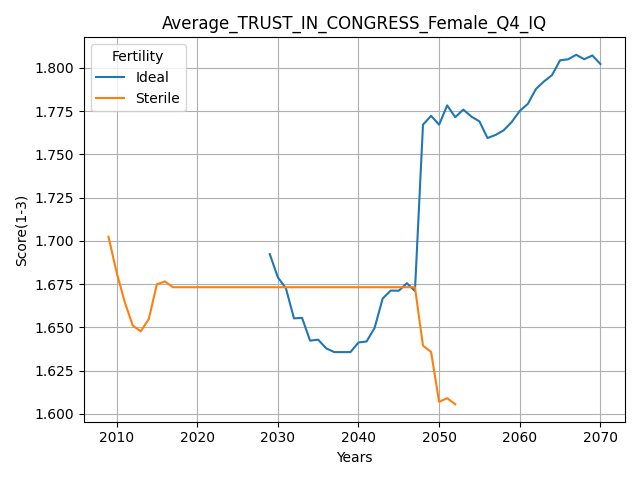 Average_TRUST_IN_CONGRESS_Female_Q4_IQ
Fertility
Ideal
Sterile
Score(1-3)
1.800
1.775
1.750
1.725
1.700
1.675
1.650
1.625
1.600
2010 2020 2030 2040 2050 2060 2070
Years